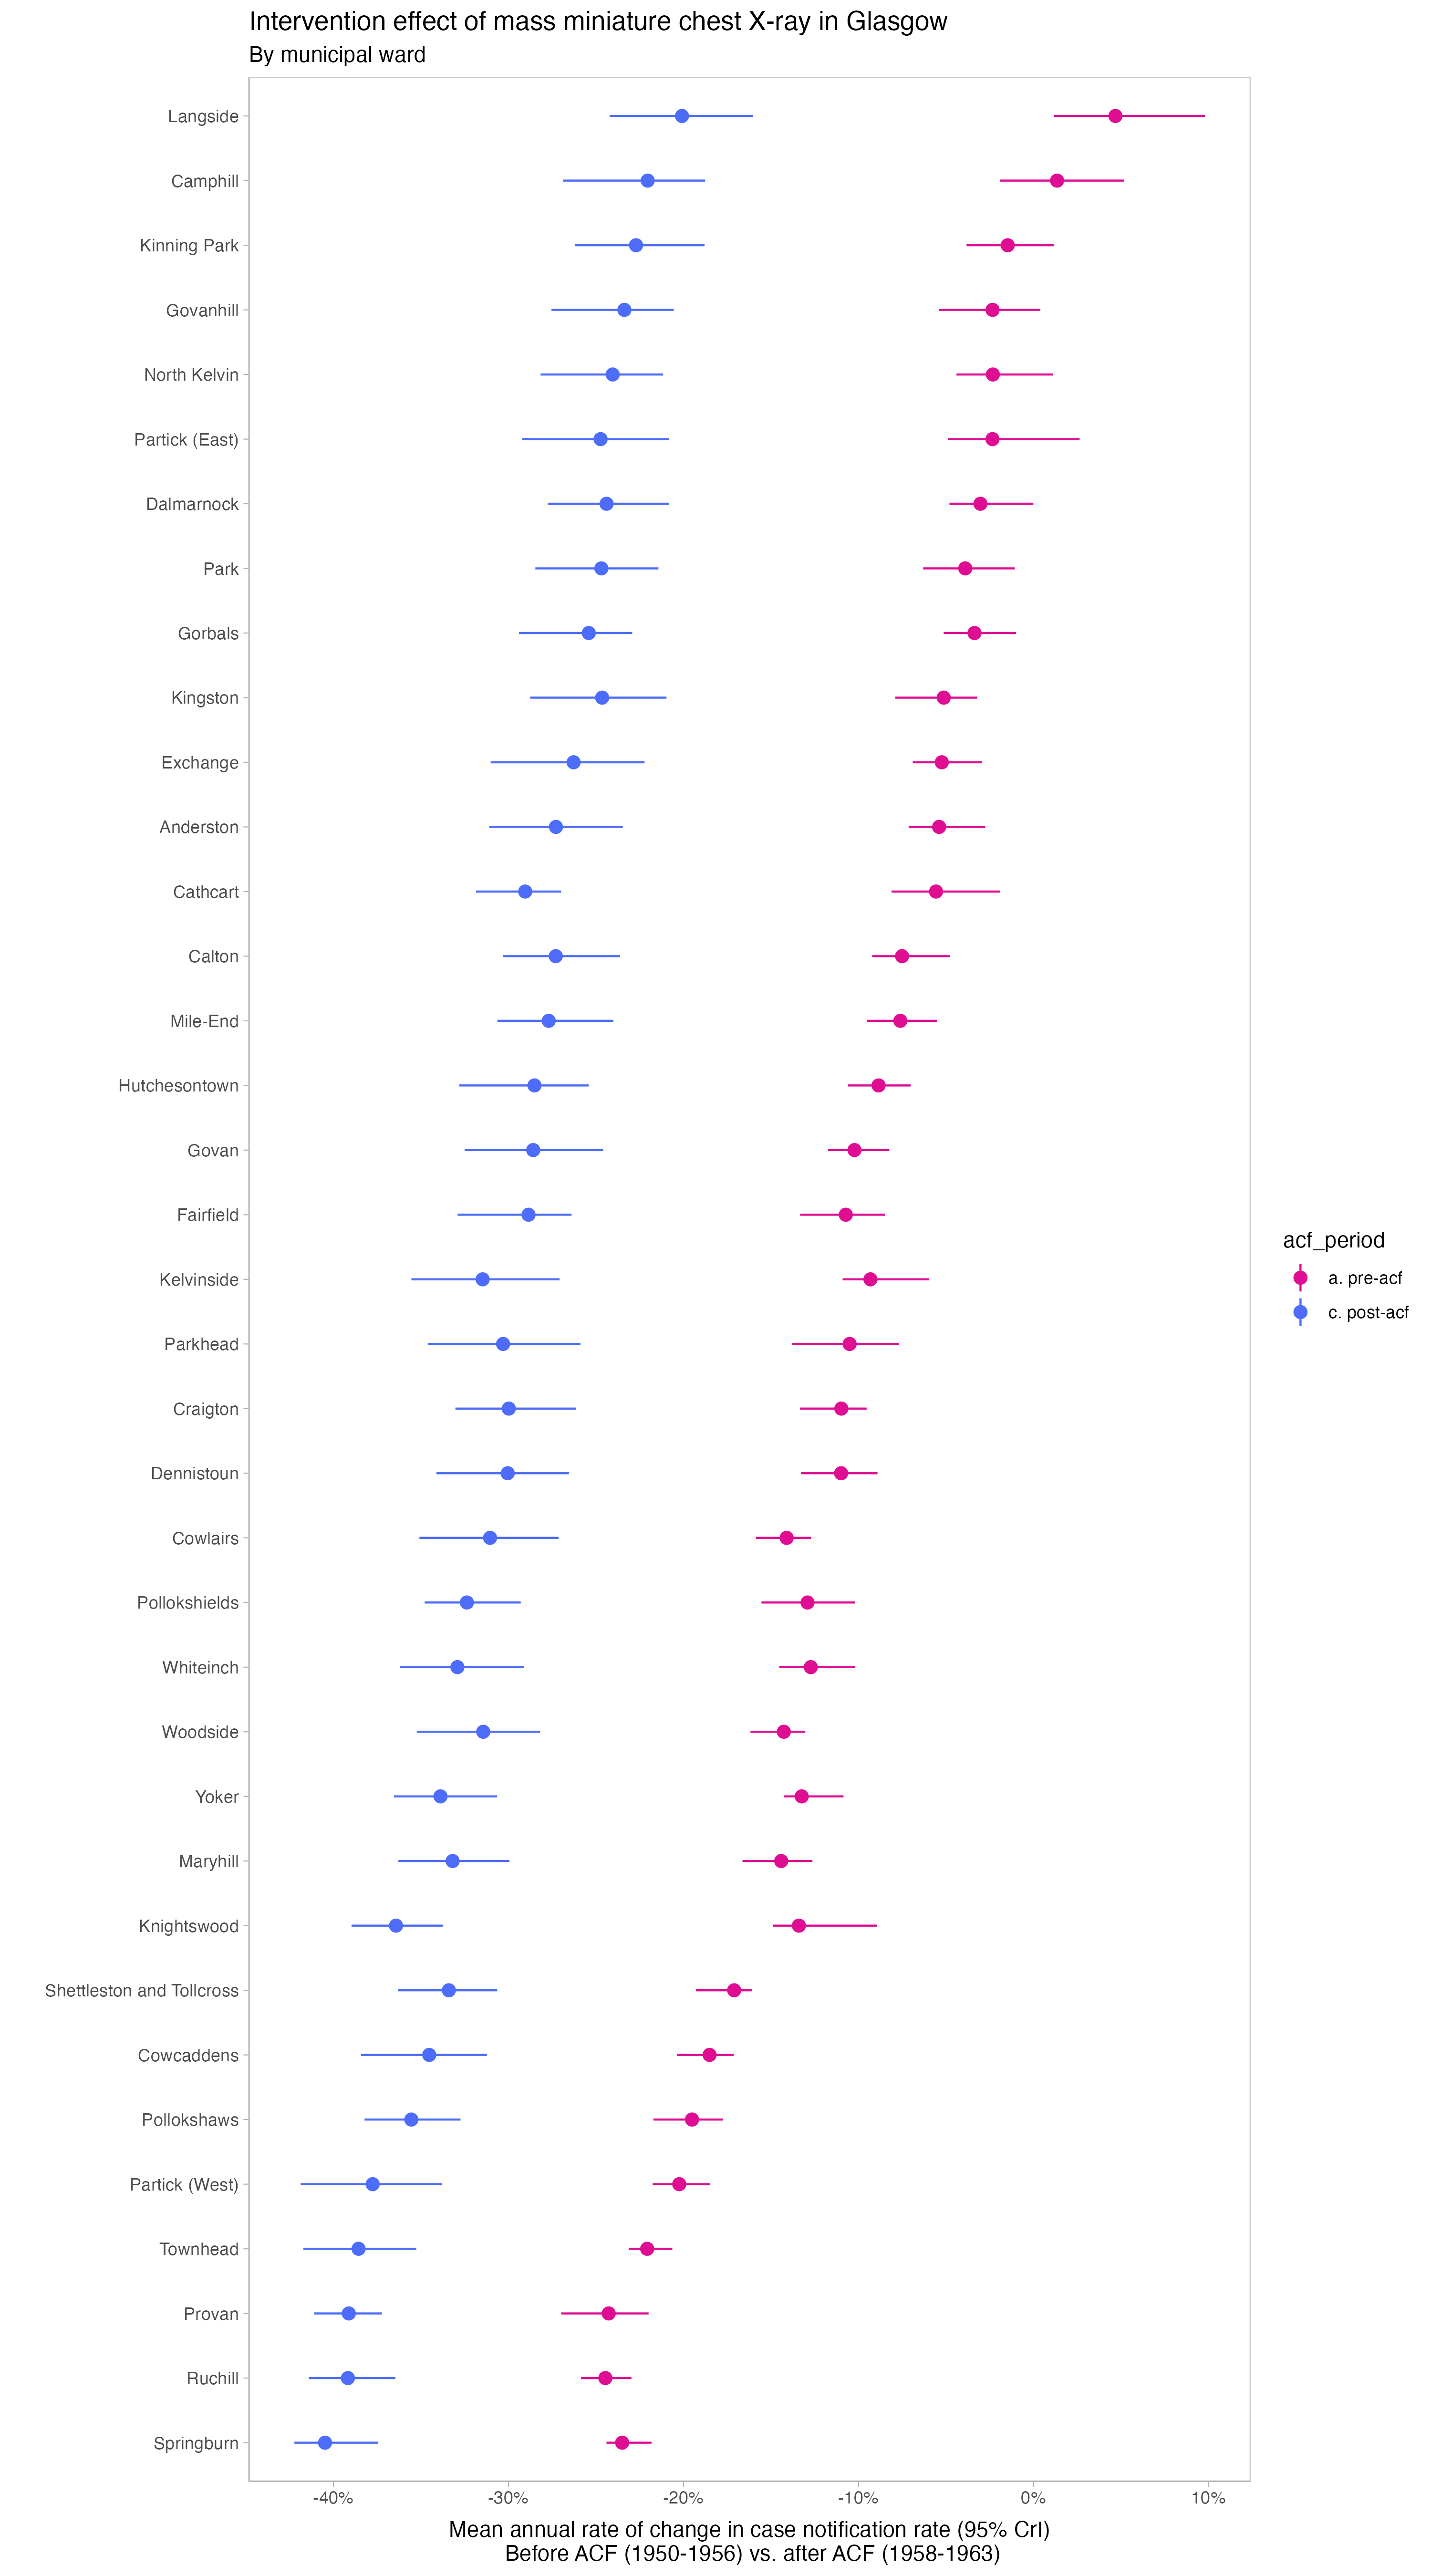 Intervention effect of mass miniature chest X-ray in Glasgow
By municipal ward
Langside
Camphill
Kinning Park
Govanhill
North Kelvin
Partick (East)
Dalmarnock
Park
Gorbals
Kingston
Exchange
Anderston
Cathcart
Calton
Mile-End
Hutchesontown
Govan
Fairfield
Kelvinside
Parkhead
Craigton
Dennistoun
Cowlairs
Pollokshields
Whiteinch
Woodside
Yoker
Maryhill
Knightswood
Shettleston and Tollcross
Cowcaddens
Pollokshaws
Partick (West)
Townhead
Provan
Ruchill
Springburn
-40% -30% -20% -10% 0% 10%
Mean annual rate of change in case notification rate (95% CrI)
Before ACF (1950-1956) vs. after ACF (1958-1963)
acf_period
a. pre-acf
c. post-acf